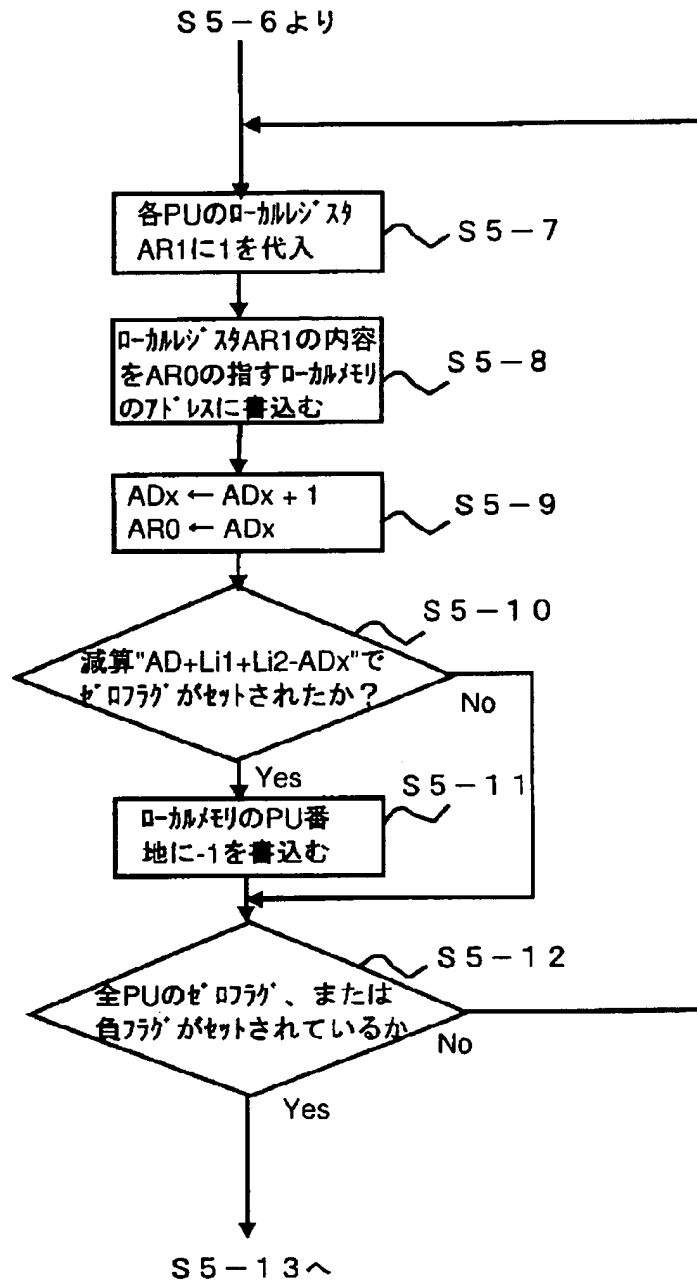 S5-6より
各PUのﾛｰｶﾙﾚｼﾞｽﾀ
AR1に1を代入
S5-7
ﾛｰｶﾙﾚｼﾞｽﾀAR1の内容
をAR0の指すﾛｰｶﾙﾒﾓﾘ
のｱﾄﾞﾚｽに書込む
S5-8
ADx ← ADx + 1
AR0 ← ADx
S5-9
S5-10
減算"AD+Li1+Li2-ADx"で
ｾﾞﾛﾌﾗｸﾞがｾｯﾄされたか?
No
Yes
S5-11
ﾛｰｶﾙﾒﾓﾘのPU番
地に-1を書込む
S5-12
全PUのｾﾞﾛﾌﾗｸﾞ、または
負ﾌﾗｸﾞがｾｯﾄされているか
No
Yes
S5-13へ